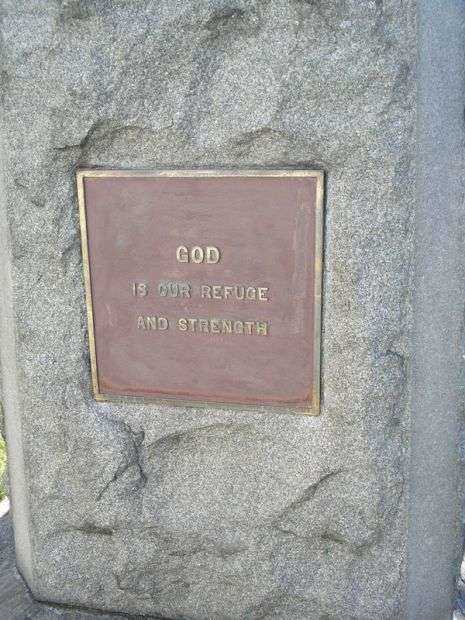 GOD
IS OUR REFUGE
AND STRENGTH